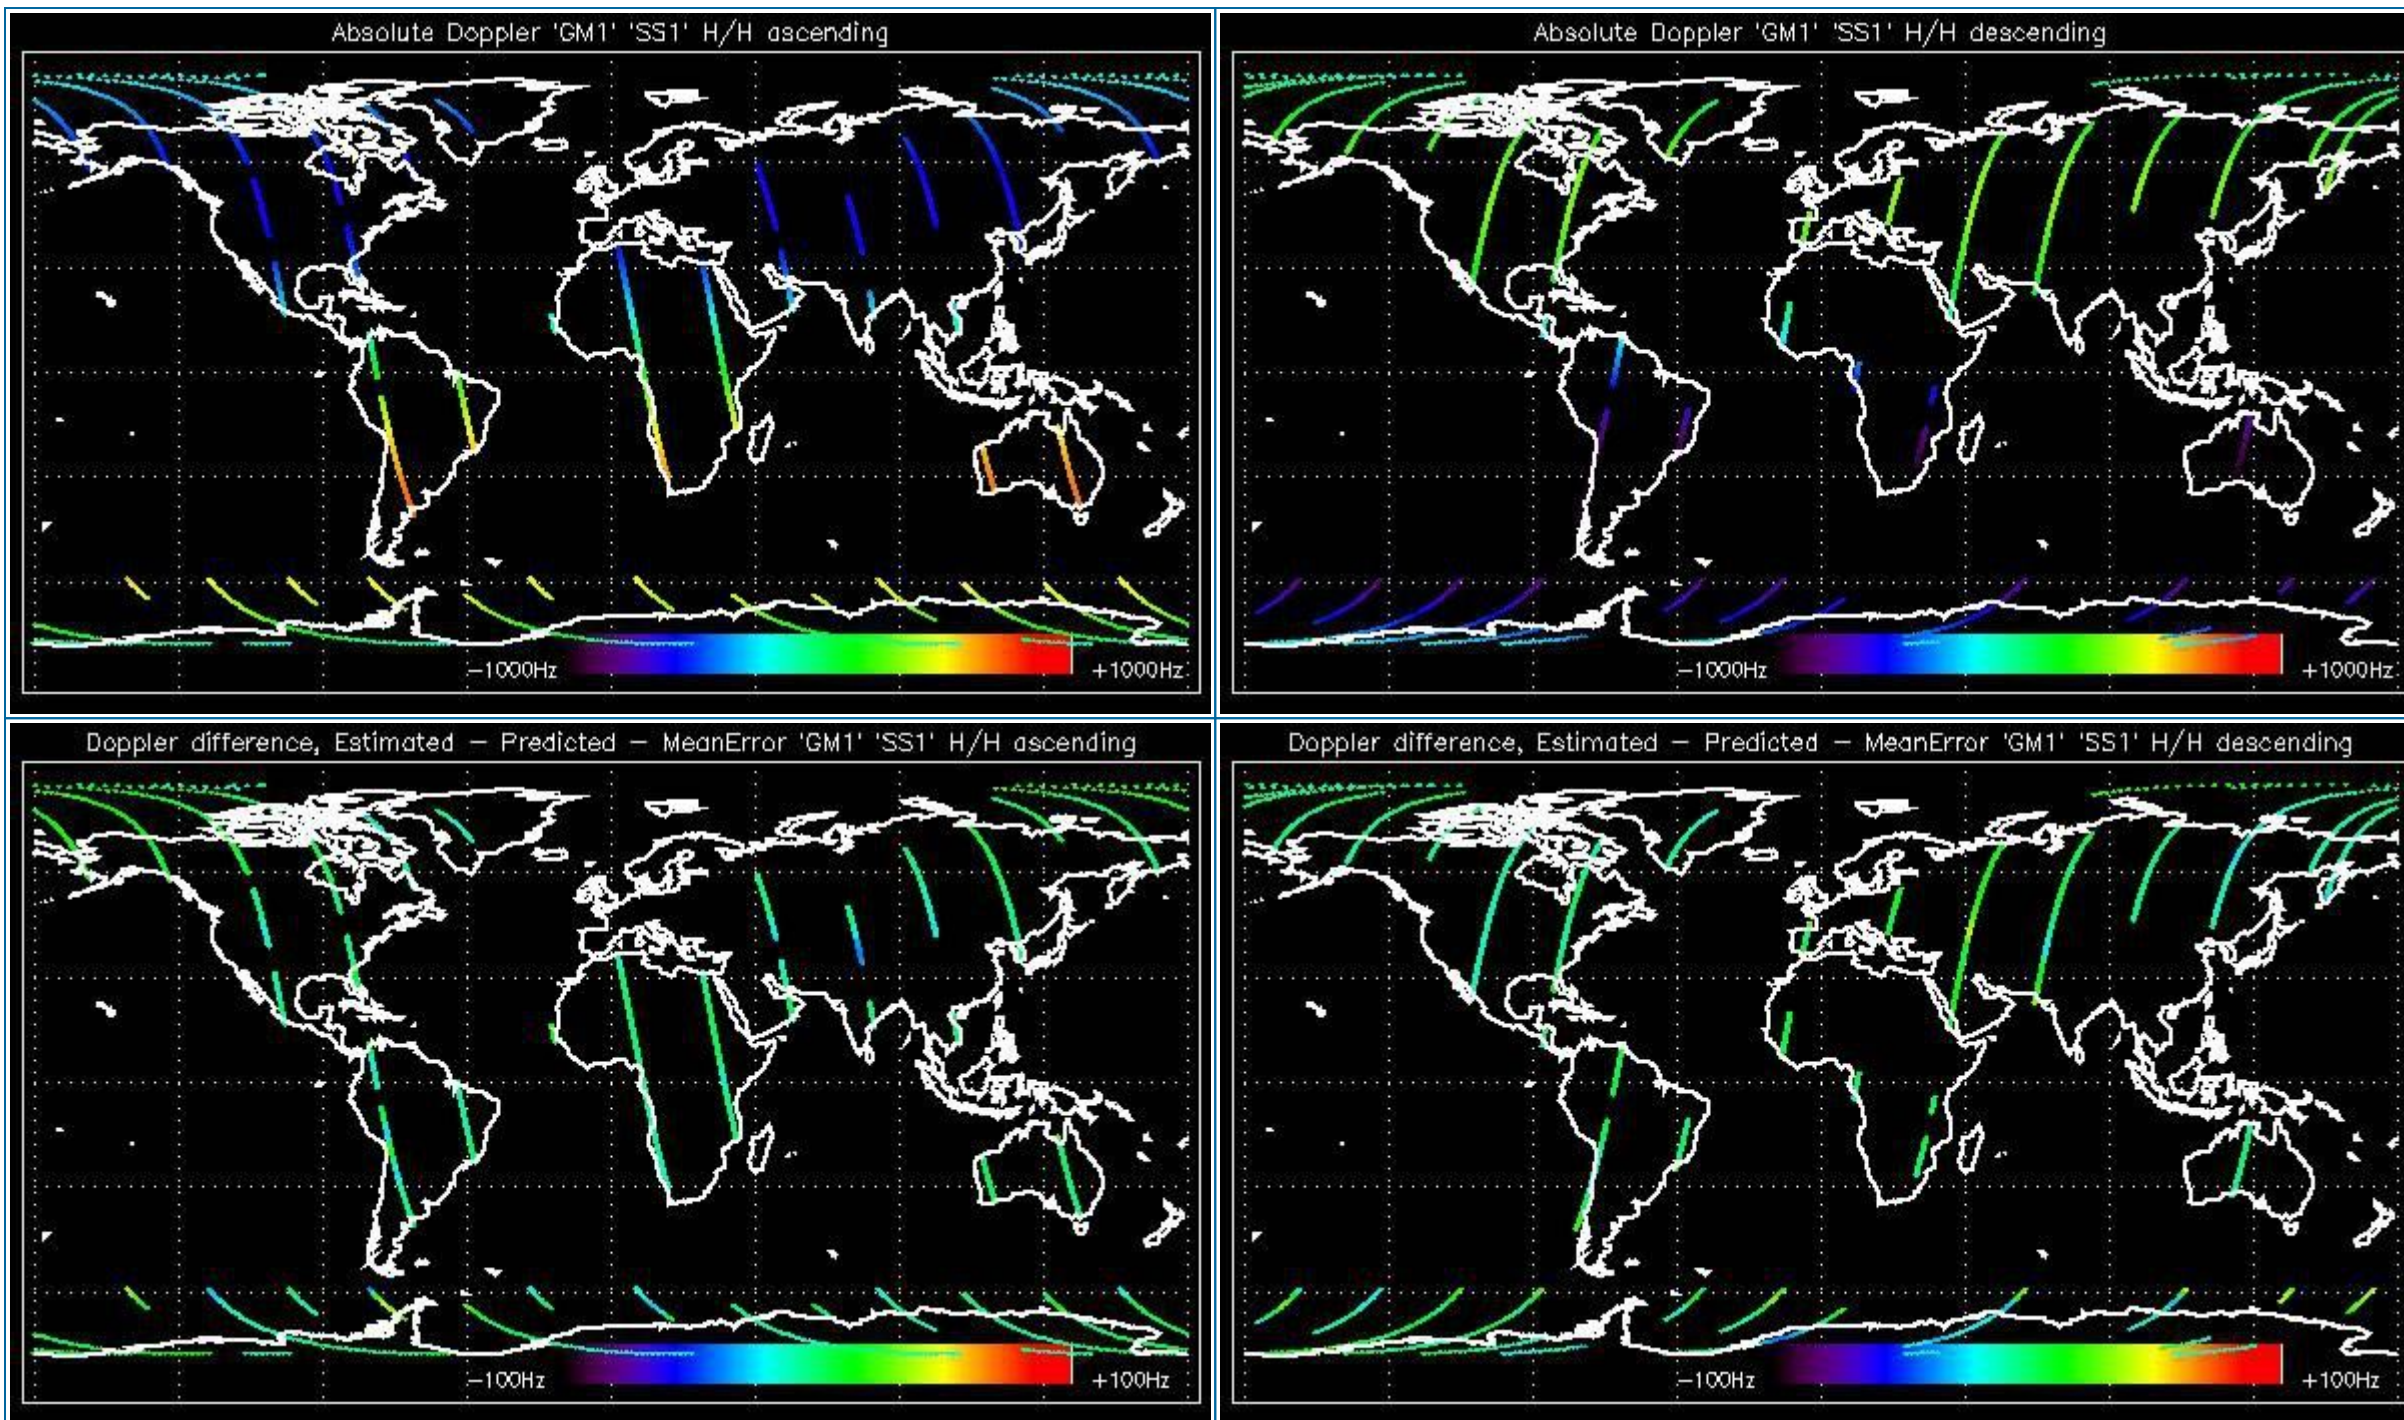 Absolute Doppler 'GM1' 'SS1' H/H ascending
-1000Hz
+1000Hz
Absolute Doppler 'GM1' 'SS1' H/H descending
-1000Hz
+1000Hz
Doppler difference, Estimated - Predicted - MeanError 'GM1' 'SS1' H/H ascending
-100Hz
+100Hz
Doppler difference, Estimated - Predicted - MeanError 'GM1' 'SS1' H/H descending
-100Hz
+100Hz